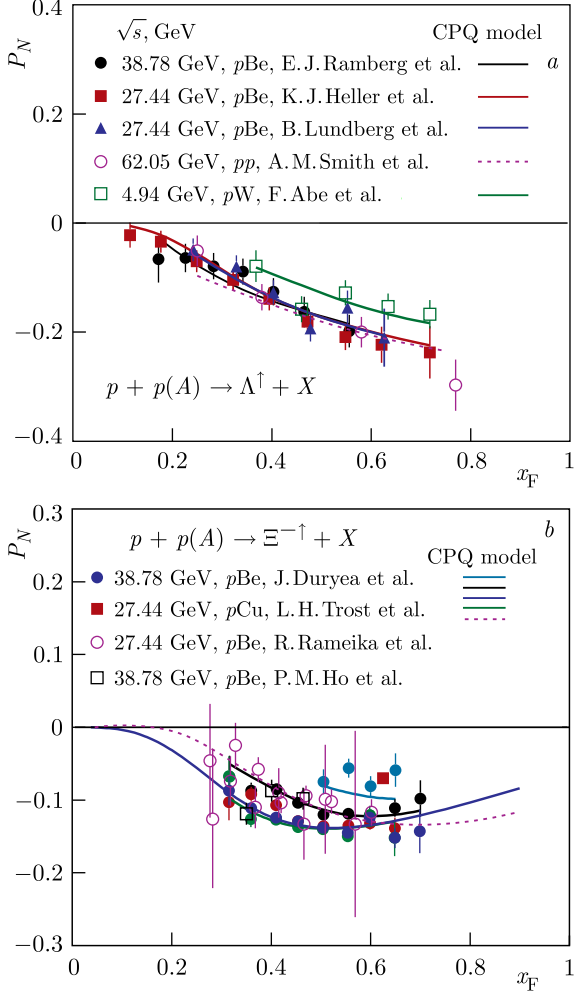 0.4
P_N
√s, GeV
CPQ model
38.78 GeV, pBe, E.J.Ramberg et al.
a
27.44 GeV, pBe, K.J.Heller et al.
0.2
27.44 GeV, pBe, B.Lundberg et al.
62.05 GeV, pp, A.M.Smith et al.
4.94 GeV, pW, F.Abe et al.
0
−0.2
p + p(A) → Λ↑ + X
−0.4
0.2 0.4 0.6 0.8 1
x_F
0.3
P_N
p + p(A) → Ξ⁻↑ + X
b
CPQ model
0.2
38.78 GeV, pBe, J.Duryea et al.
27.44 GeV, pCu, L.H.Trost et al.
0.1
27.44 GeV, pBe, R.Rameika et al.
38.78 GeV, pBe, P.M.Ho et al.
0
−0.1
−0.2
−0.3
0 0.2 0.4 0.6 0.8 1
x_F